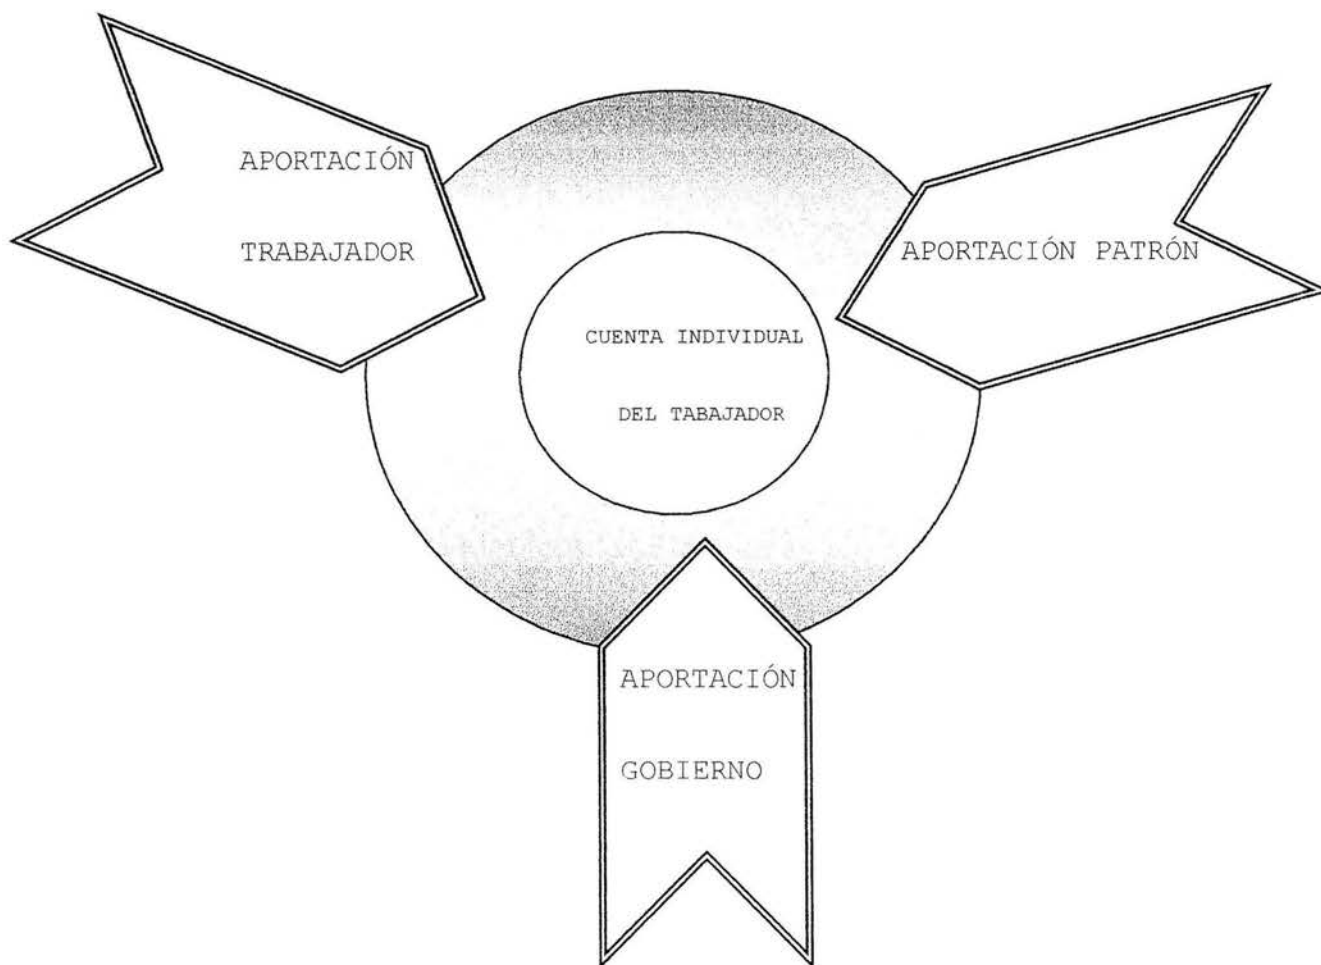 APORTACIÓN
TRABAJADOR
APORTACIÓN PATRÓN
CUENTA INDIVIDUAL
DEL TABAJADOR
APORTACIÓN
GOBIERNO